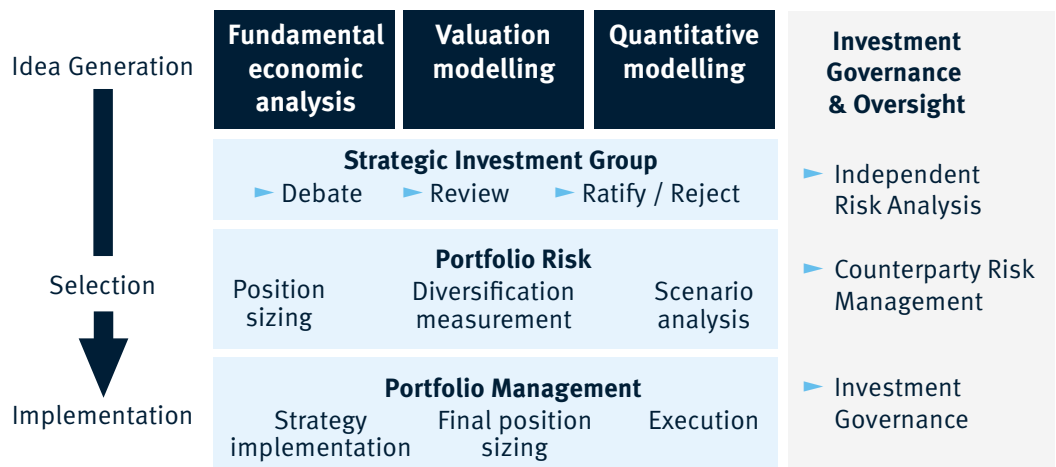 Idea Generation
Selection
Implementation
Fundamental
economic
analysis
Valuation
modelling
Quantitative
modelling
Strategic Investment Group
Debate
Review
Ratify / Reject
Portfolio Risk
Position
sizing
Diversification
measurement
Scenario
analysis
Portfolio Management
Strategy
implementation
Final position
sizing
Execution
Investment
Governance
& Oversight
Independent
Risk Analysis
Counterparty Risk
Management
Investment
Governance